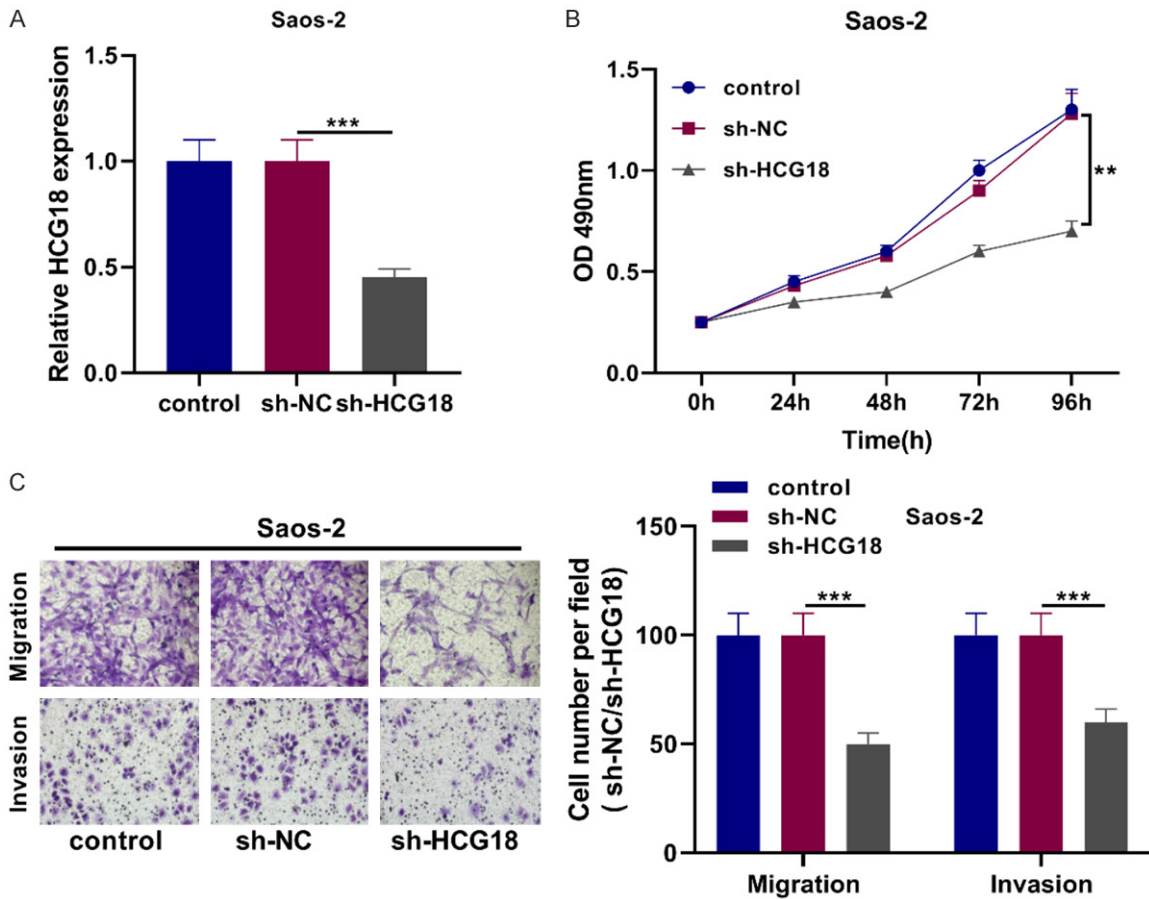 A
Saos-2
Relative HCG18 expression
1.5
1.0
0.5
0.0
***
control
sh-NC
sh-HCG18
B
Saos-2
control
sh-NC
sh-HCG18
OD 490nm
1.5
1.0
0.5
0.0
**
0h
24h
48h
72h
96h
Time(h)
C
Saos-2
Migration
Invasion
control
sh-NC
sh-HCG18
control
sh-NC
sh-HCG18
Saos-2
Cell number per field
( sh-NC/sh-HCG18)
150
100
50
0
***
***
Migration
Invasion